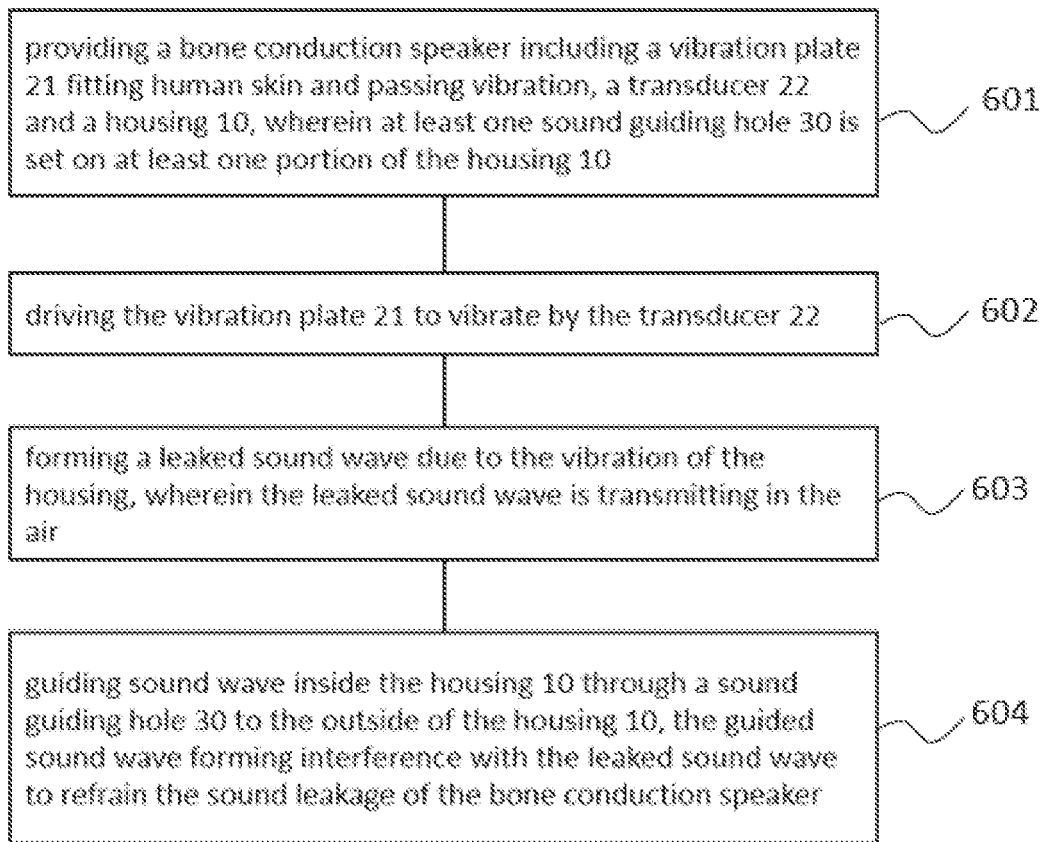 providing a bone conduction speaker including a vibration plate
21 fitting human skin and passing vibration, a transducer 22
and a housing 10, wherein at least one sound guiding hole 30 is
set on at least one portion of the housing 10
601
driving the vibration plate 21 to vibrate by the transducer 22
602
forming a leaked sound wave due to the vibration of the
housing, wherein the leaked sound wave is transmitting in the
air
603
guiding sound wave inside the housing 10 through a sound
guiding hole 30 to the outside of the housing 10, the guided
sound wave forming interference with the leaked sound wave
to refrain the sound leakage of the bone conduction speaker
604